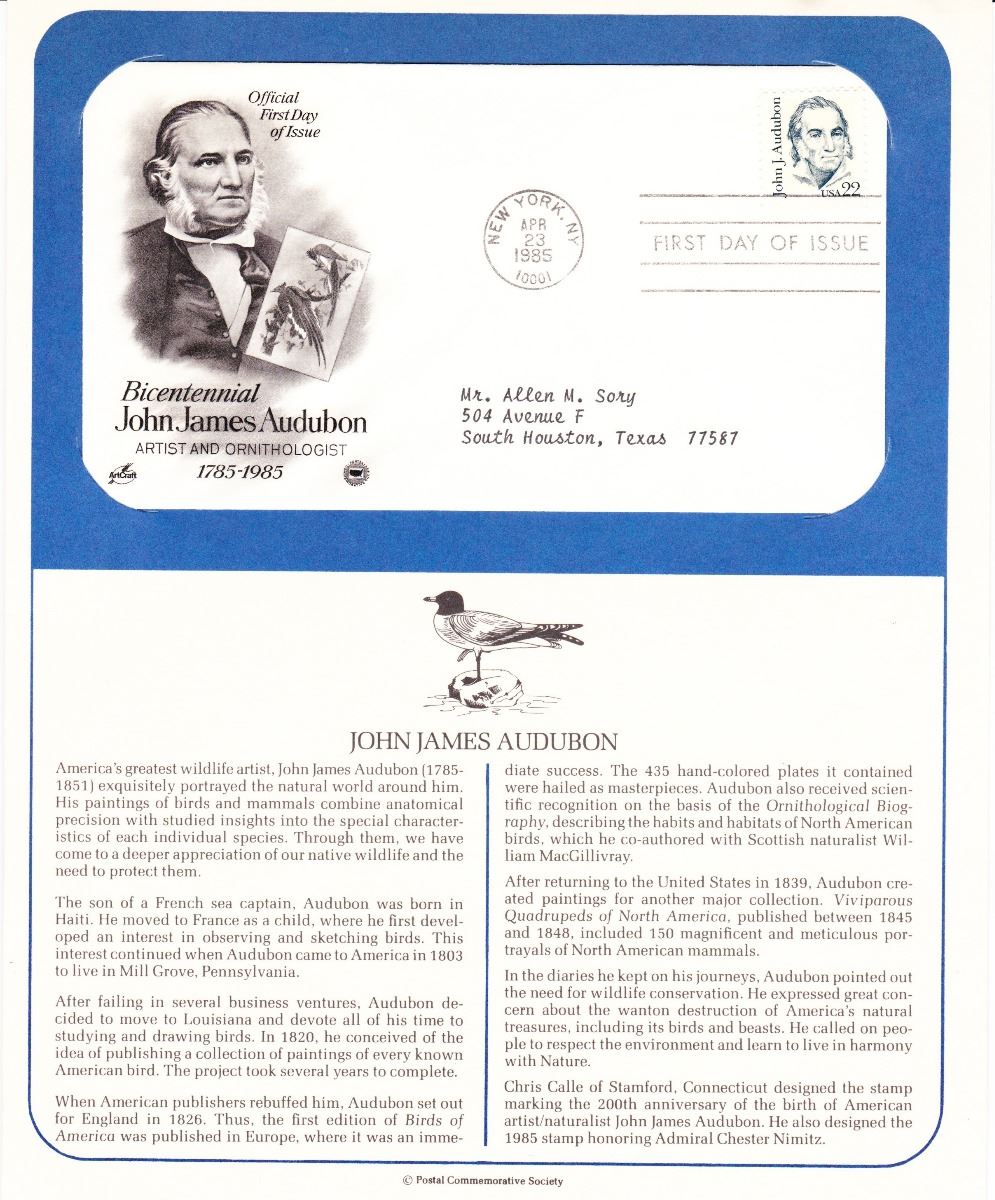 Official
First Day
of Issue
John J. Audubon
USA 22
NEW YORK, NY
APR
23
1985
10001
FIRST DAY OF ISSUE
Bicentennial
John James Audubon
ARTIST AND ORNITHOLOGIST
1785-1985
ArtCraft
Mr. Allen M. Sory
504 Avenue F
South Houston, Texas 77587
JOHN JAMES AUDUBON
America's greatest wildlife artist, John James Audubon (1785-
1851) exquisitely portrayed the natural world around him.
His paintings of birds and mammals combine anatomical
precision with studied insights into the special character-
istics of each individual species. Through them, we have
come to a deeper appreciation of our native wildlife and the
need to protect them.
The son of a French sea captain, Audubon was born in
Haiti. He moved to France as a child, where he first devel-
oped an interest in observing and sketching birds. This
interest continued when Audubon came to America in 1803
to live in Mill Grove, Pennsylvania.
After failing in several business ventures, Audubon de-
cided to move to Louisiana and devote all of his time to
studying and drawing birds. In 1820, he conceived of the
idea of publishing a collection of paintings of every known
American bird. The project took several years to complete.
When American publishers rebuffed him, Audubon set out
for England in 1826. Thus, the first edition of Birds of
America was published in Europe, where it was an imme-
diate success. The 435 hand-colored plates it contained
were hailed as masterpieces. Audubon also received scien-
tific recognition on the basis of the Ornithological Biog-
raphy, describing the habits and habitats of North American
birds, which he co-authored with Scottish naturalist Wil-
liam MacGillivray.
After returning to the United States in 1839, Audubon cre-
ated paintings for another major collection. Viviparous
Quadrupeds of North America, published between 1845
and 1848, included 150 magnificent and meticulous por-
trayals of North American mammals.
In the diaries he kept on his journeys, Audubon pointed out
the need for wildlife conservation. He expressed great con-
cern about the wanton destruction of America's natural
treasures, including its birds and beasts. He called on peo-
ple to respect the environment and learn to live in harmony
with Nature.
Chris Calle of Stamford, Connecticut designed the stamp
marking the 200th anniversary of the birth of American
artist/naturalist John James Audubon. He also designed the
1985 stamp honoring Admiral Chester Nimitz.
© Postal Commemorative Society